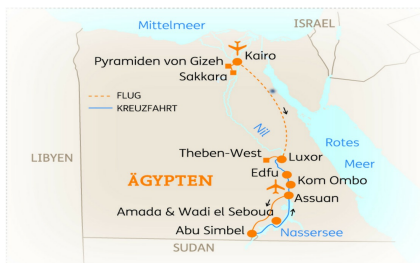 Mittelmeer
ISRAEL
Kairo
Pyramiden von Gizeh
Sakkara
FLUG
KREUZFAHRT
Nil
Rotes
Meer
LIBYEN
Theben-West
Luxor
Edfu
Kom Ombo
ÄGYPTEN
Assuan
Amada & Wadi el Seboua
Abu Simbel
Nassersee
SUDAN